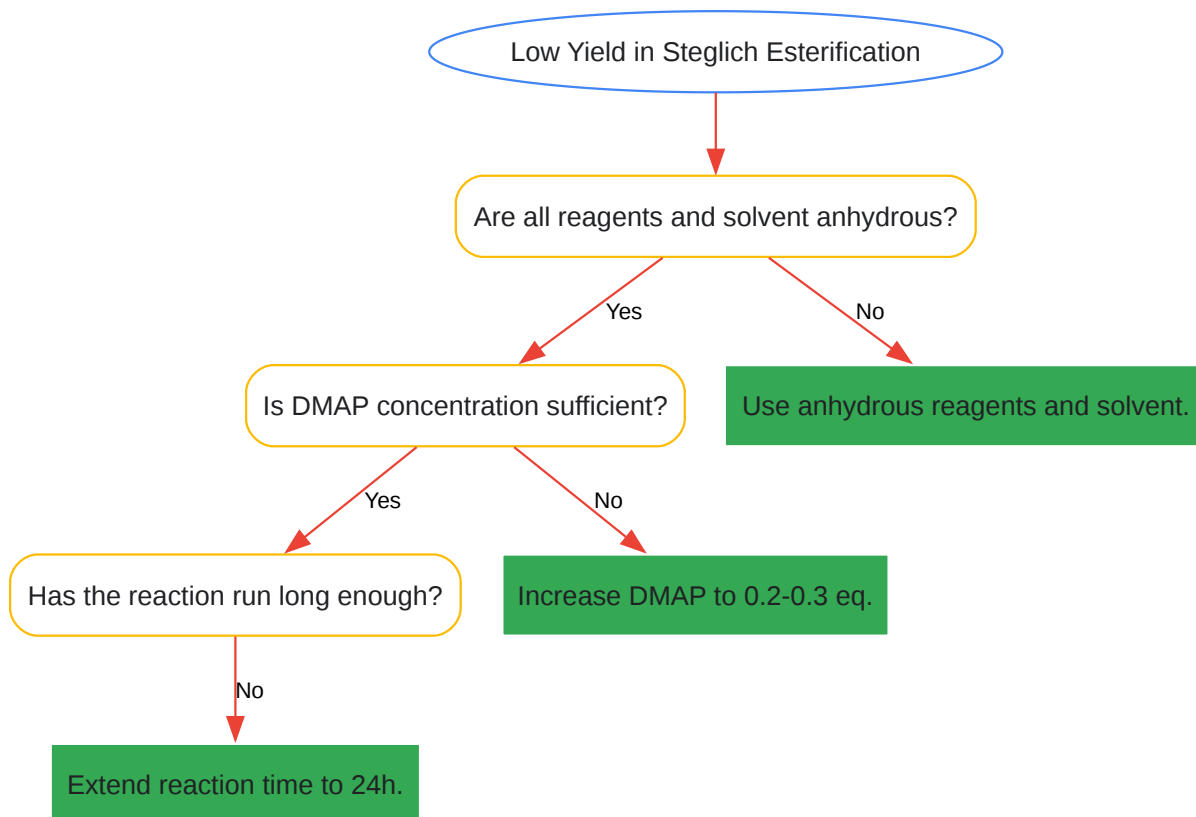 Low Yield in Steglich Esterification
Are all reagents and solvent anhydrous?
Yes
No
Is DMAP concentration sufficient?
Use anhydrous reagents and solvent.
Yes
No
Has the reaction run long enough?
Increase DMAP to 0.2-0.3 eq.
No
Extend reaction time to 24h.